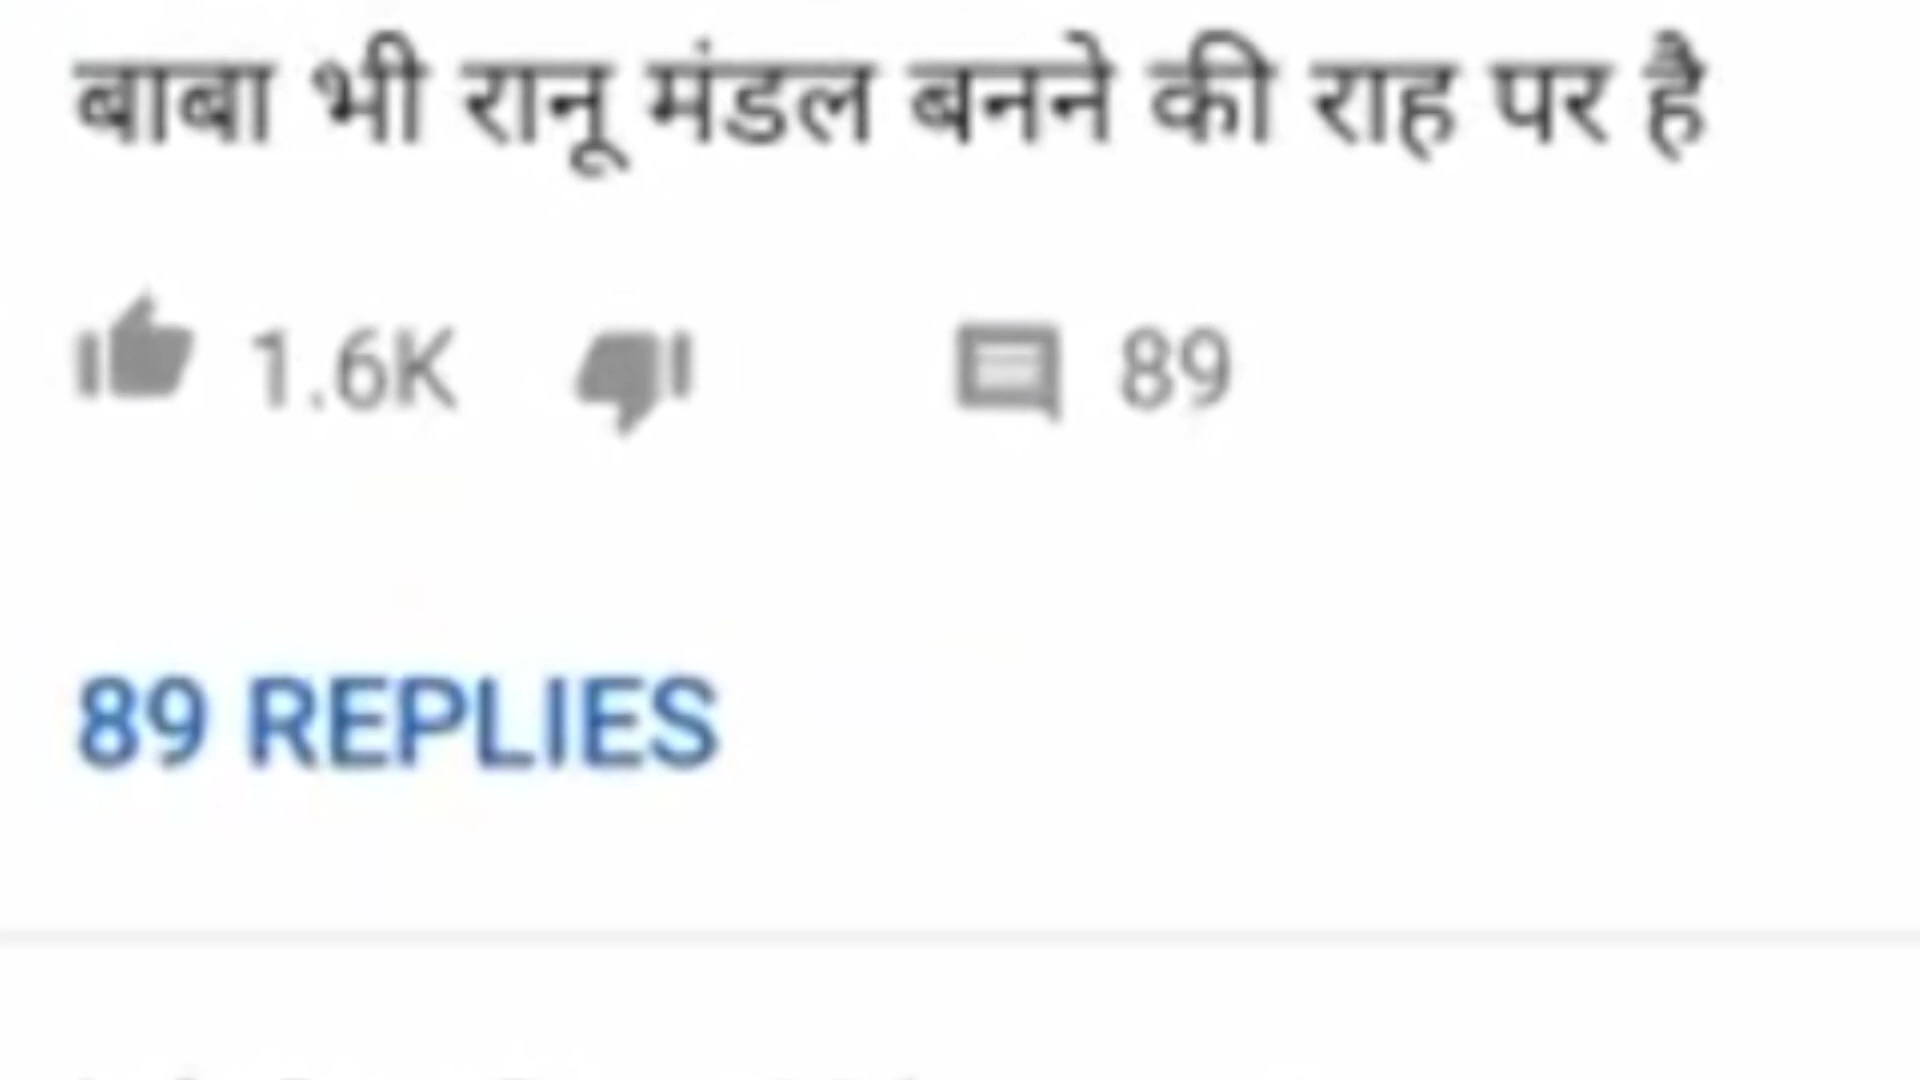 बाबा भी रानू मंडल बनने की राह पर है
1.6K 89
89 REPLIES